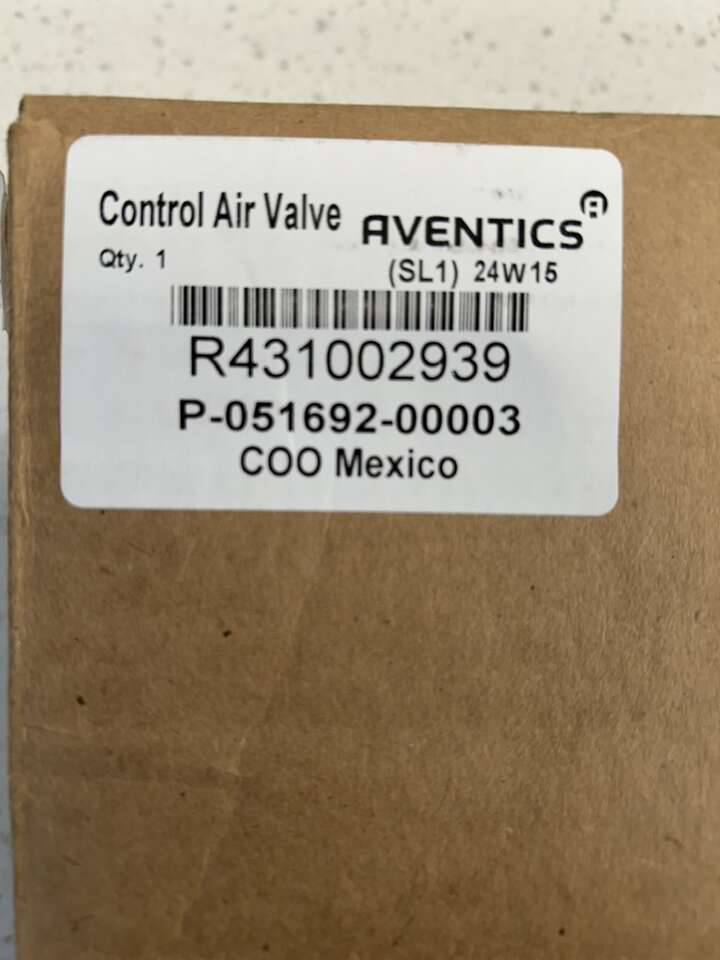 Control Air Valve
AVENTICS
Qty. 1
(SL1) 24W15
R431002939
P-051692-00003
COO Mexico